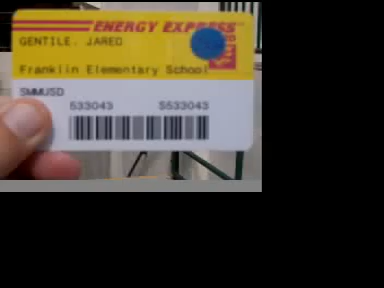 ENERGY EXPRESS
GENTILE. JARED
Franklin Elementary School
SMMUSD
533043 S533043